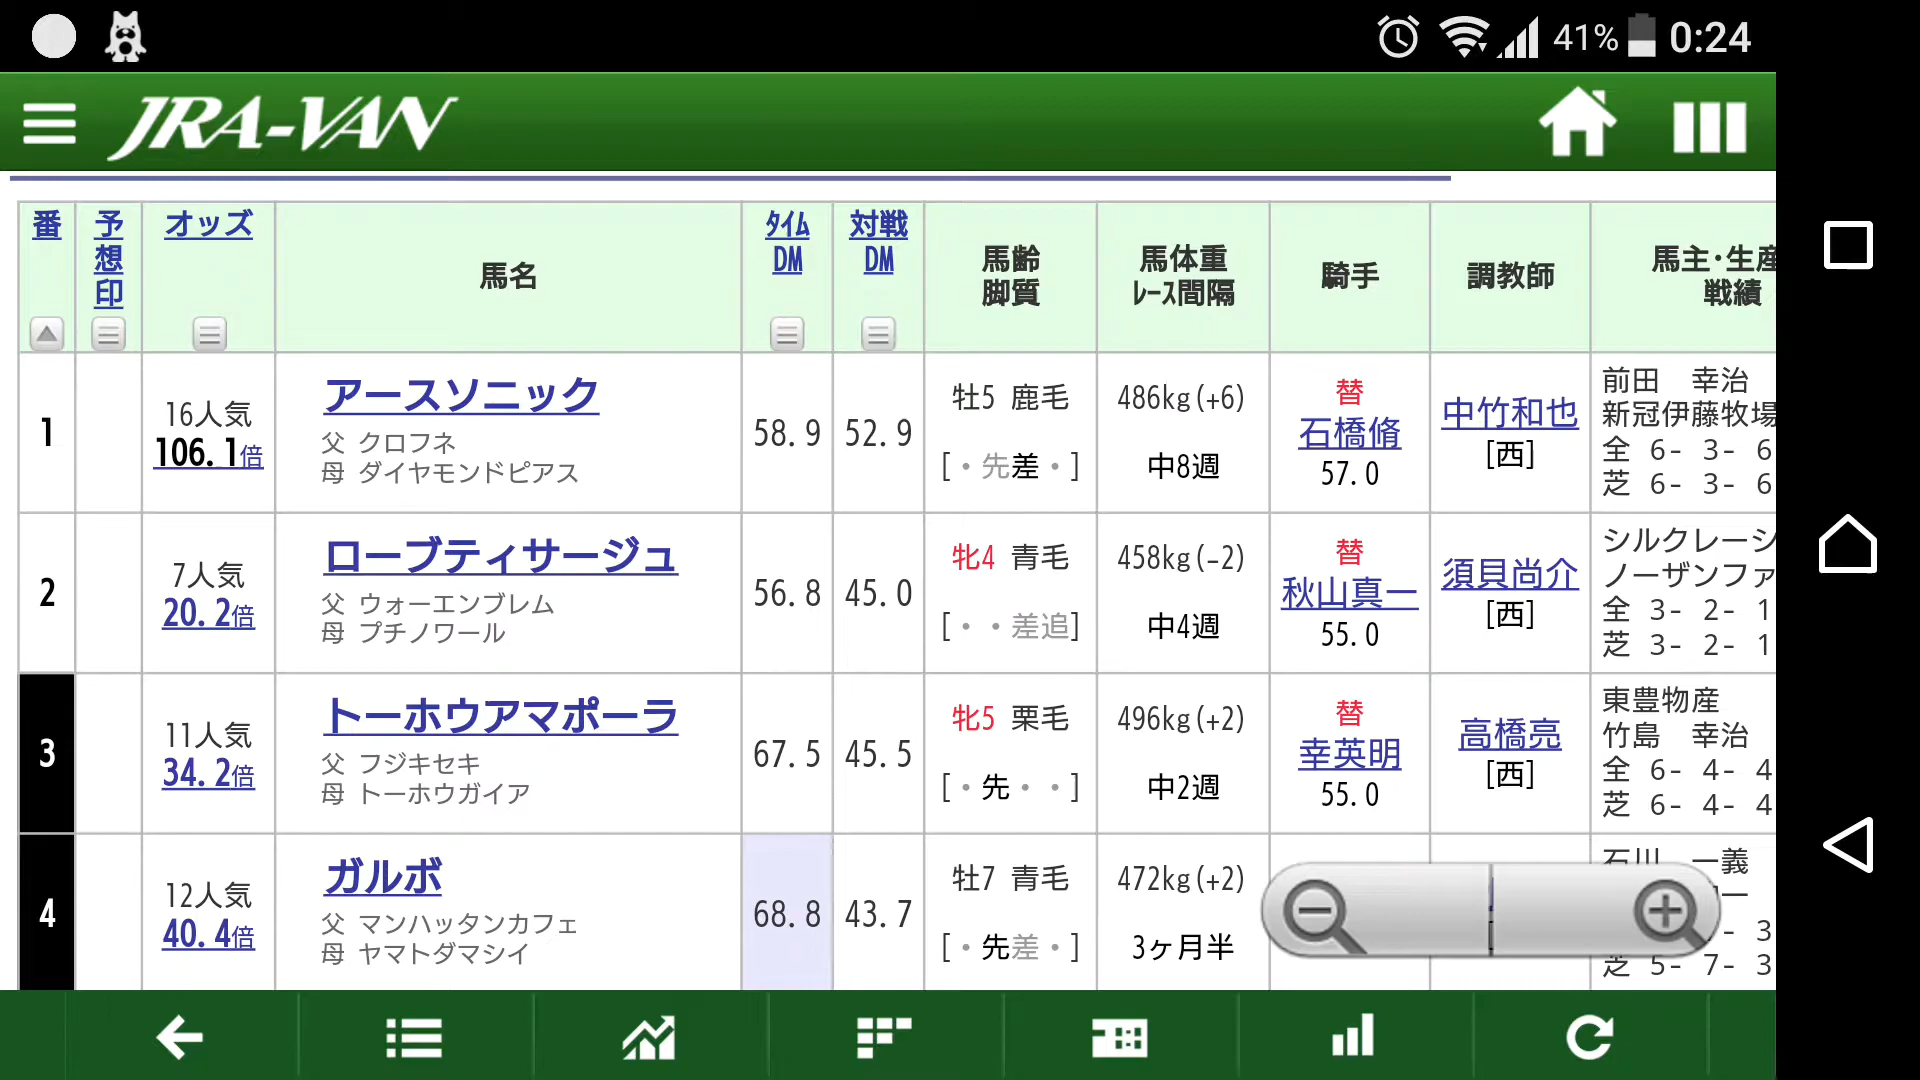 41% 0:24
JRA-VAN
番 予想印 オッズ 馬名 ﾀｲﾑDM 対戦DM 馬齢 脚質 馬体重 ﾚｰｽ間隔 騎手 調教師 馬主・生産 戦績
1 16人気 106.1倍
アースソニック
父 クロフネ
母 ダイヤモンドピアス
58.9 52.9
牡5 鹿毛
[・先差・]
486kg(+6)
中8週
替
石橋脩
57.0
中竹和也
[西]
前田 幸治
新冠伊藤牧場
全 6- 3- 6
芝 6- 3- 6
2 7人気 20.2倍
ローブティサージュ
父 ウォーエンブレム
母 プチノワール
56.8 45.0
牝4 青毛
[・・差追]
458kg(-2)
中4週
替
秋山真一
55.0
須貝尚介
[西]
シルクレーシ
ノーザンファ
全 3- 2- 1
芝 3- 2- 1
3 11人気 34.2倍
トーホウアマポーラ
父 フジキセキ
母 トーホウガイア
67.5 45.5
牝5 栗毛
[・先・・]
496kg(+2)
中2週
替
幸英明
55.0
高橋亮
[西]
東豊物産
竹島 幸治
全 6- 4- 4
芝 6- 4- 4
4 12人気 40.4倍
ガルボ
父 マンハッタンカフェ
母 ヤマトダマシイ
68.8 43.7
牡7 青毛
[・先差・]
472kg(+2)
3ヶ月半
石川 一義
- 3
芝 5- 7- 3